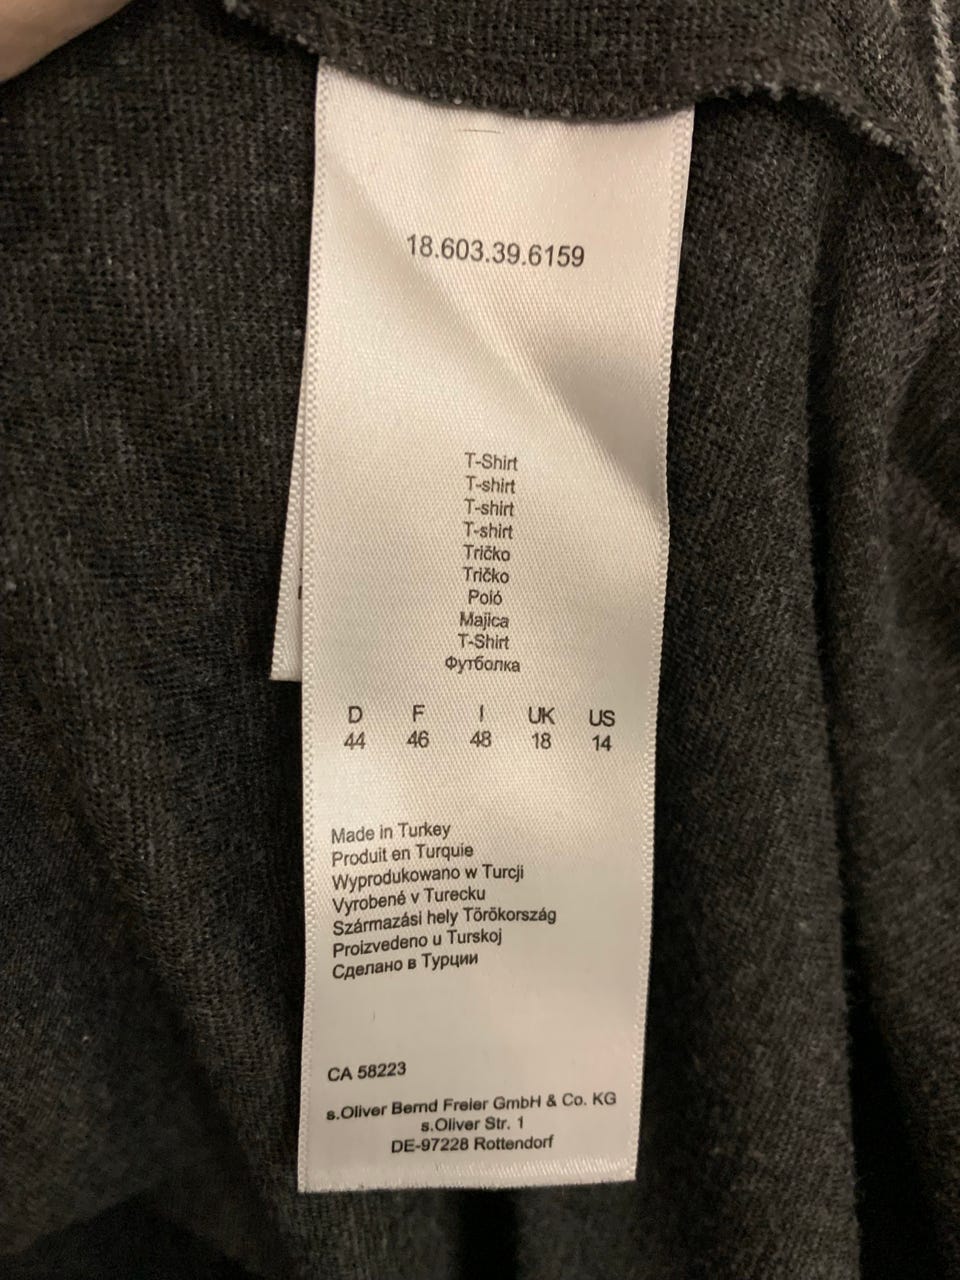 18.603.39.6159
T-Shirt
T-shirt
T-shirt
T-shirt
Tričko
Tričko
Poló
Majica
T-Shirt
Футболка
D F I UK US
44 46 48 18 14
Made in Turkey
Produit en Turquie
Wyprodukowano w Turcji
Vyrobené v Turecku
Származási hely Törökország
Proizvedeno u Turskoj
Сделано в Турции
CA 58223
s.Oliver Bernd Freier GmbH & Co. KG
s.Oliver Str. 1
DE-97228 Rottendorf